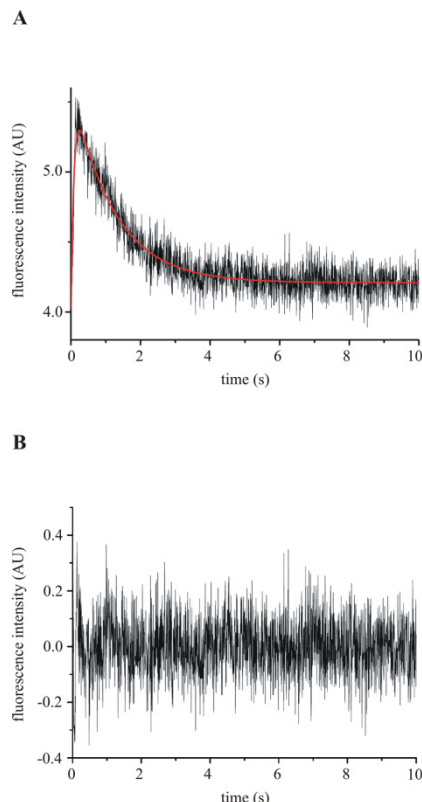 A
fluorescence intensity (AU)
5.0
4.0
0 2 4 6 8 10
time (s)
B
fluorescence intensity (AU)
0.4
0.2
0.0
-0.2
-0.4
0 2 4 6 8 10
time (s)